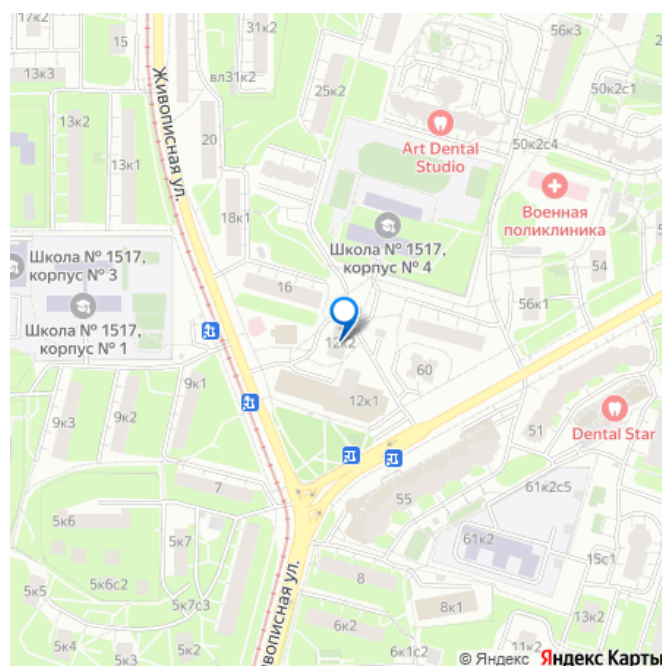 17к2
31к2
56к3
15
вл31к2
13к3
25к2
50к2с1
13к2
20
Art Dental
Studio
50к2с4
13к1
Живописная ул.
18к1
Военная
поликлиника
Школа № 1517,
корпус № 4
Школа № 1517,
корпус № 3
54
16
56к1
Школа № 1517,
корпус № 1
12к2
60
9к1
12к1
9к3
9к2
51
Dental Star
7
55
61к2с5
5к6
5к7
61к2
15с1
5к6с2
8
5к5
5к7с3
8к1
Живописная ул.
13к2
5к4
5к3
6к2
6к1с2
11к2
© Яндекс Яндекс Карты